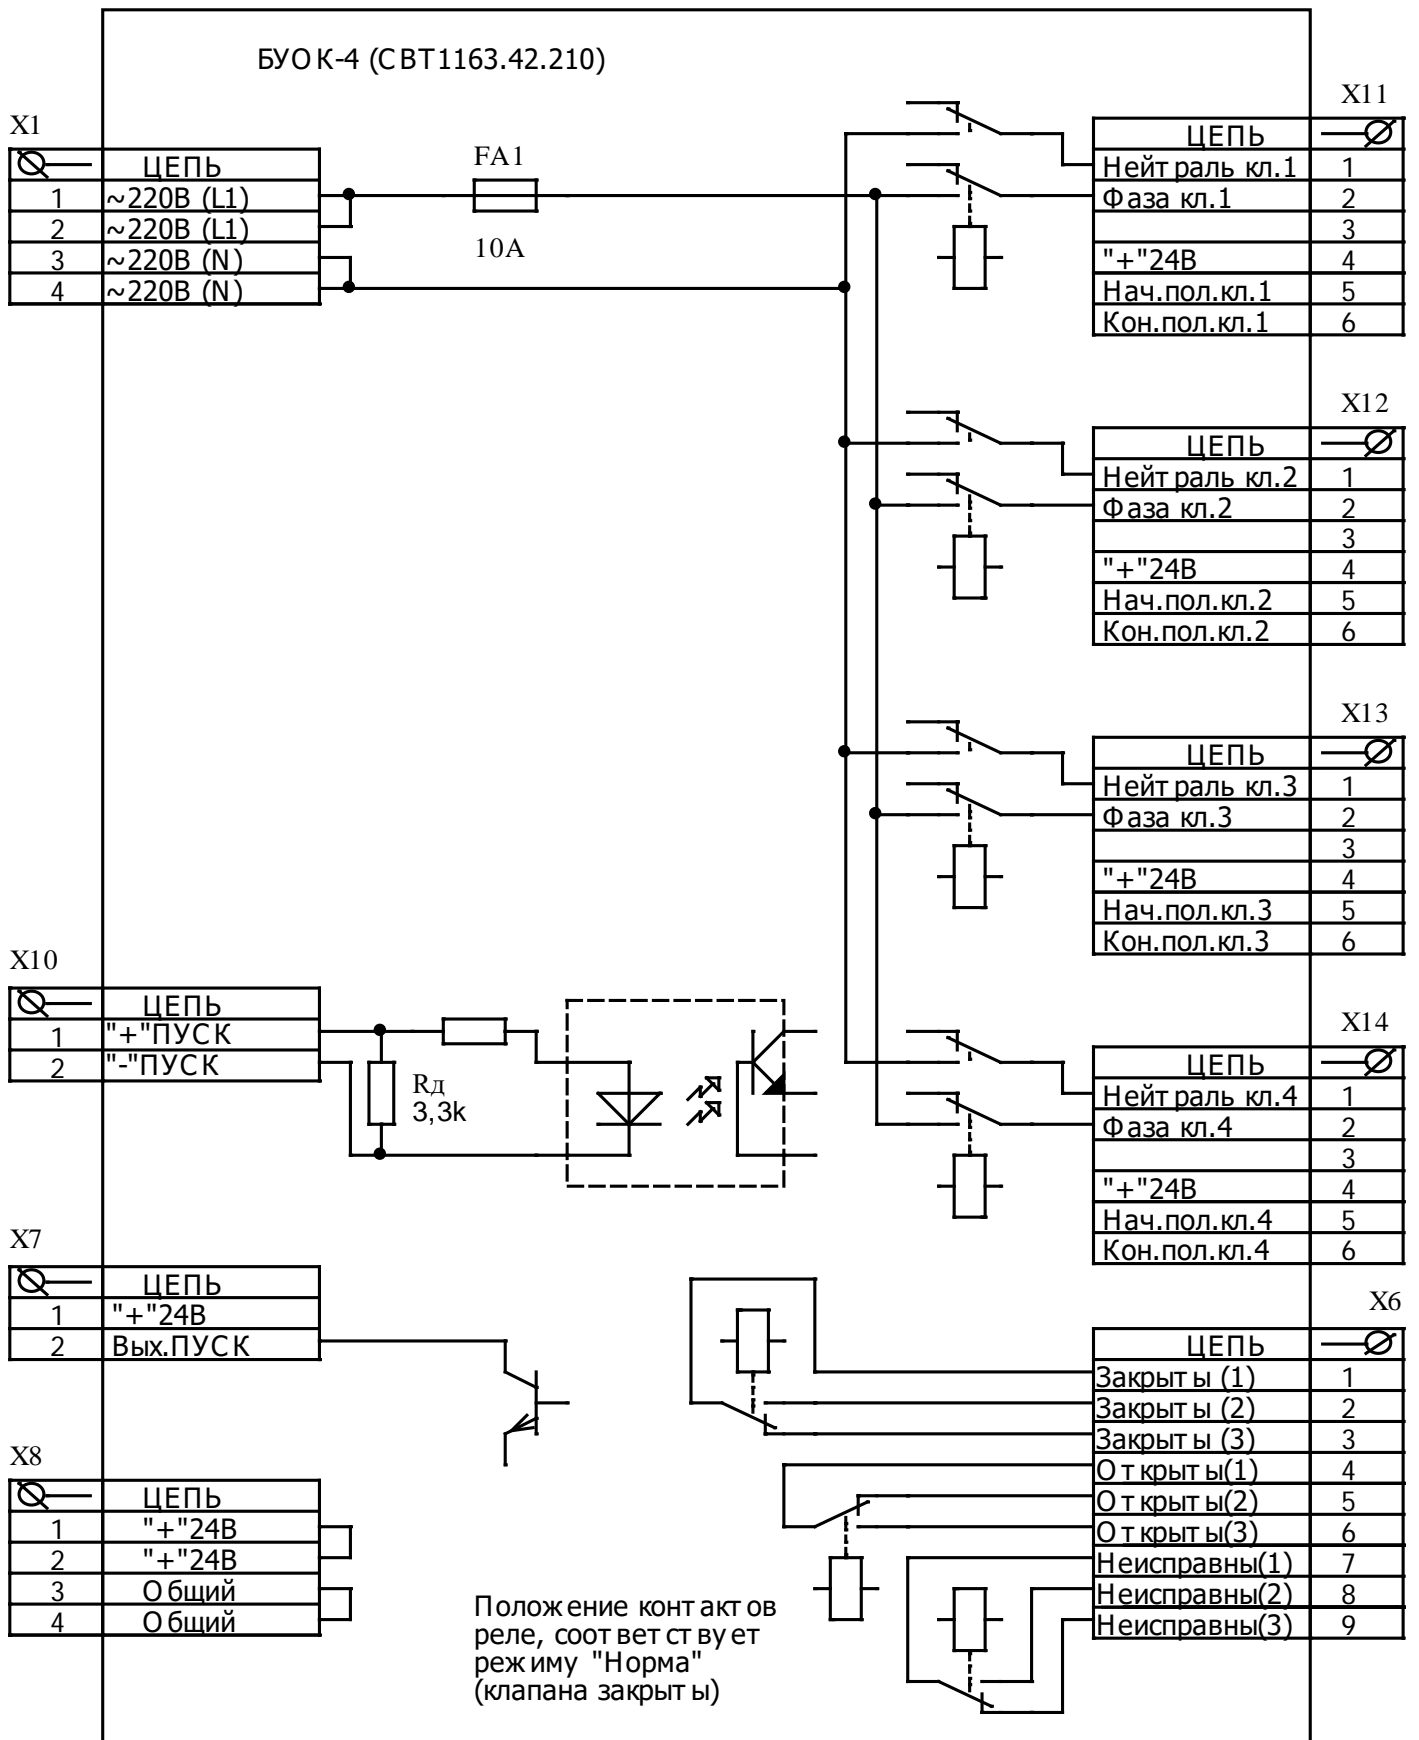 БУОК-4 (СВТ1163.42.210)
X1
ЦЕПЬ
1 ~220В (L1)
2 ~220В (L1)
3 ~220В (N)
4 ~220В (N)
FA1
10A
X11
ЦЕПЬ
Нейтраль кл.1 1
Фаза кл.1 2
3
"+"24В 4
Нач.пол.кл.1 5
Кон.пол.кл.1 6
X12
ЦЕПЬ
Нейтраль кл.2 1
Фаза кл.2 2
3
"+"24В 4
Нач.пол.кл.2 5
Кон.пол.кл.2 6
X13
ЦЕПЬ
Нейтраль кл.3 1
Фаза кл.3 2
3
"+"24В 4
Нач.пол.кл.3 5
Кон.пол.кл.3 6
X10
ЦЕПЬ
1 "+"ПУСК
2 "-"ПУСК
Rд
3,3k
X14
ЦЕПЬ
Нейтраль кл.4 1
Фаза кл.4 2
3
"+"24В 4
Нач.пол.кл.4 5
Кон.пол.кл.4 6
X7
ЦЕПЬ
1 "+"24В
2 Вых.ПУСК
X6
ЦЕПЬ
Закрыты (1) 1
Закрыты (2) 2
Закрыты (3) 3
Открыты(1) 4
Открыты(2) 5
Открыты(3) 6
Неисправны(1) 7
Неисправны(2) 8
Неисправны(3) 9
X8
ЦЕПЬ
1 "+"24В
2 "+"24В
3 Общий
4 Общий
Положение контактов
реле, соответствует
режиму "Норма"
(клапана закрыты)